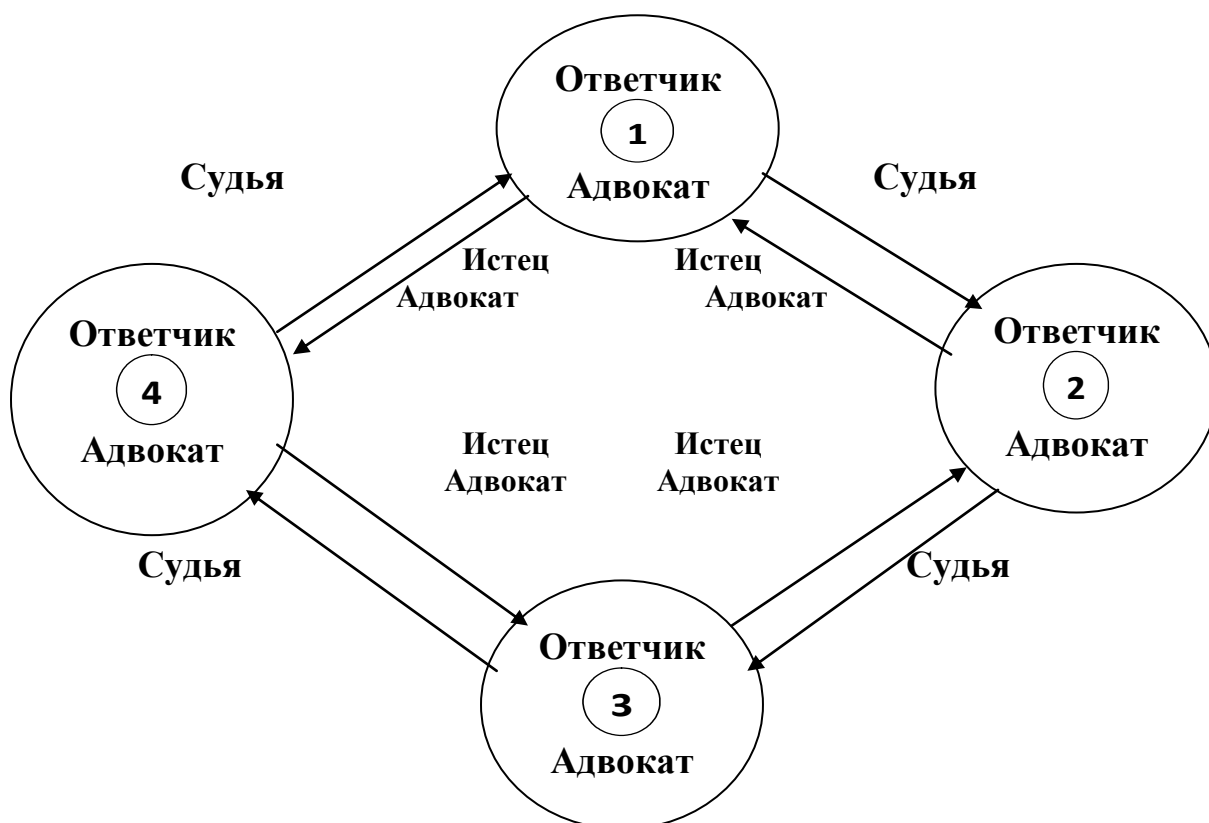 Ответчик
1
Адвокат
Судья
Судья
Истец
Адвокат
Истец
Адвокат
Ответчик
4
Адвокат
Ответчик
2
Адвокат
Истец
Адвокат
Истец
Адвокат
Судья
Судья
Ответчик
3
Адвокат